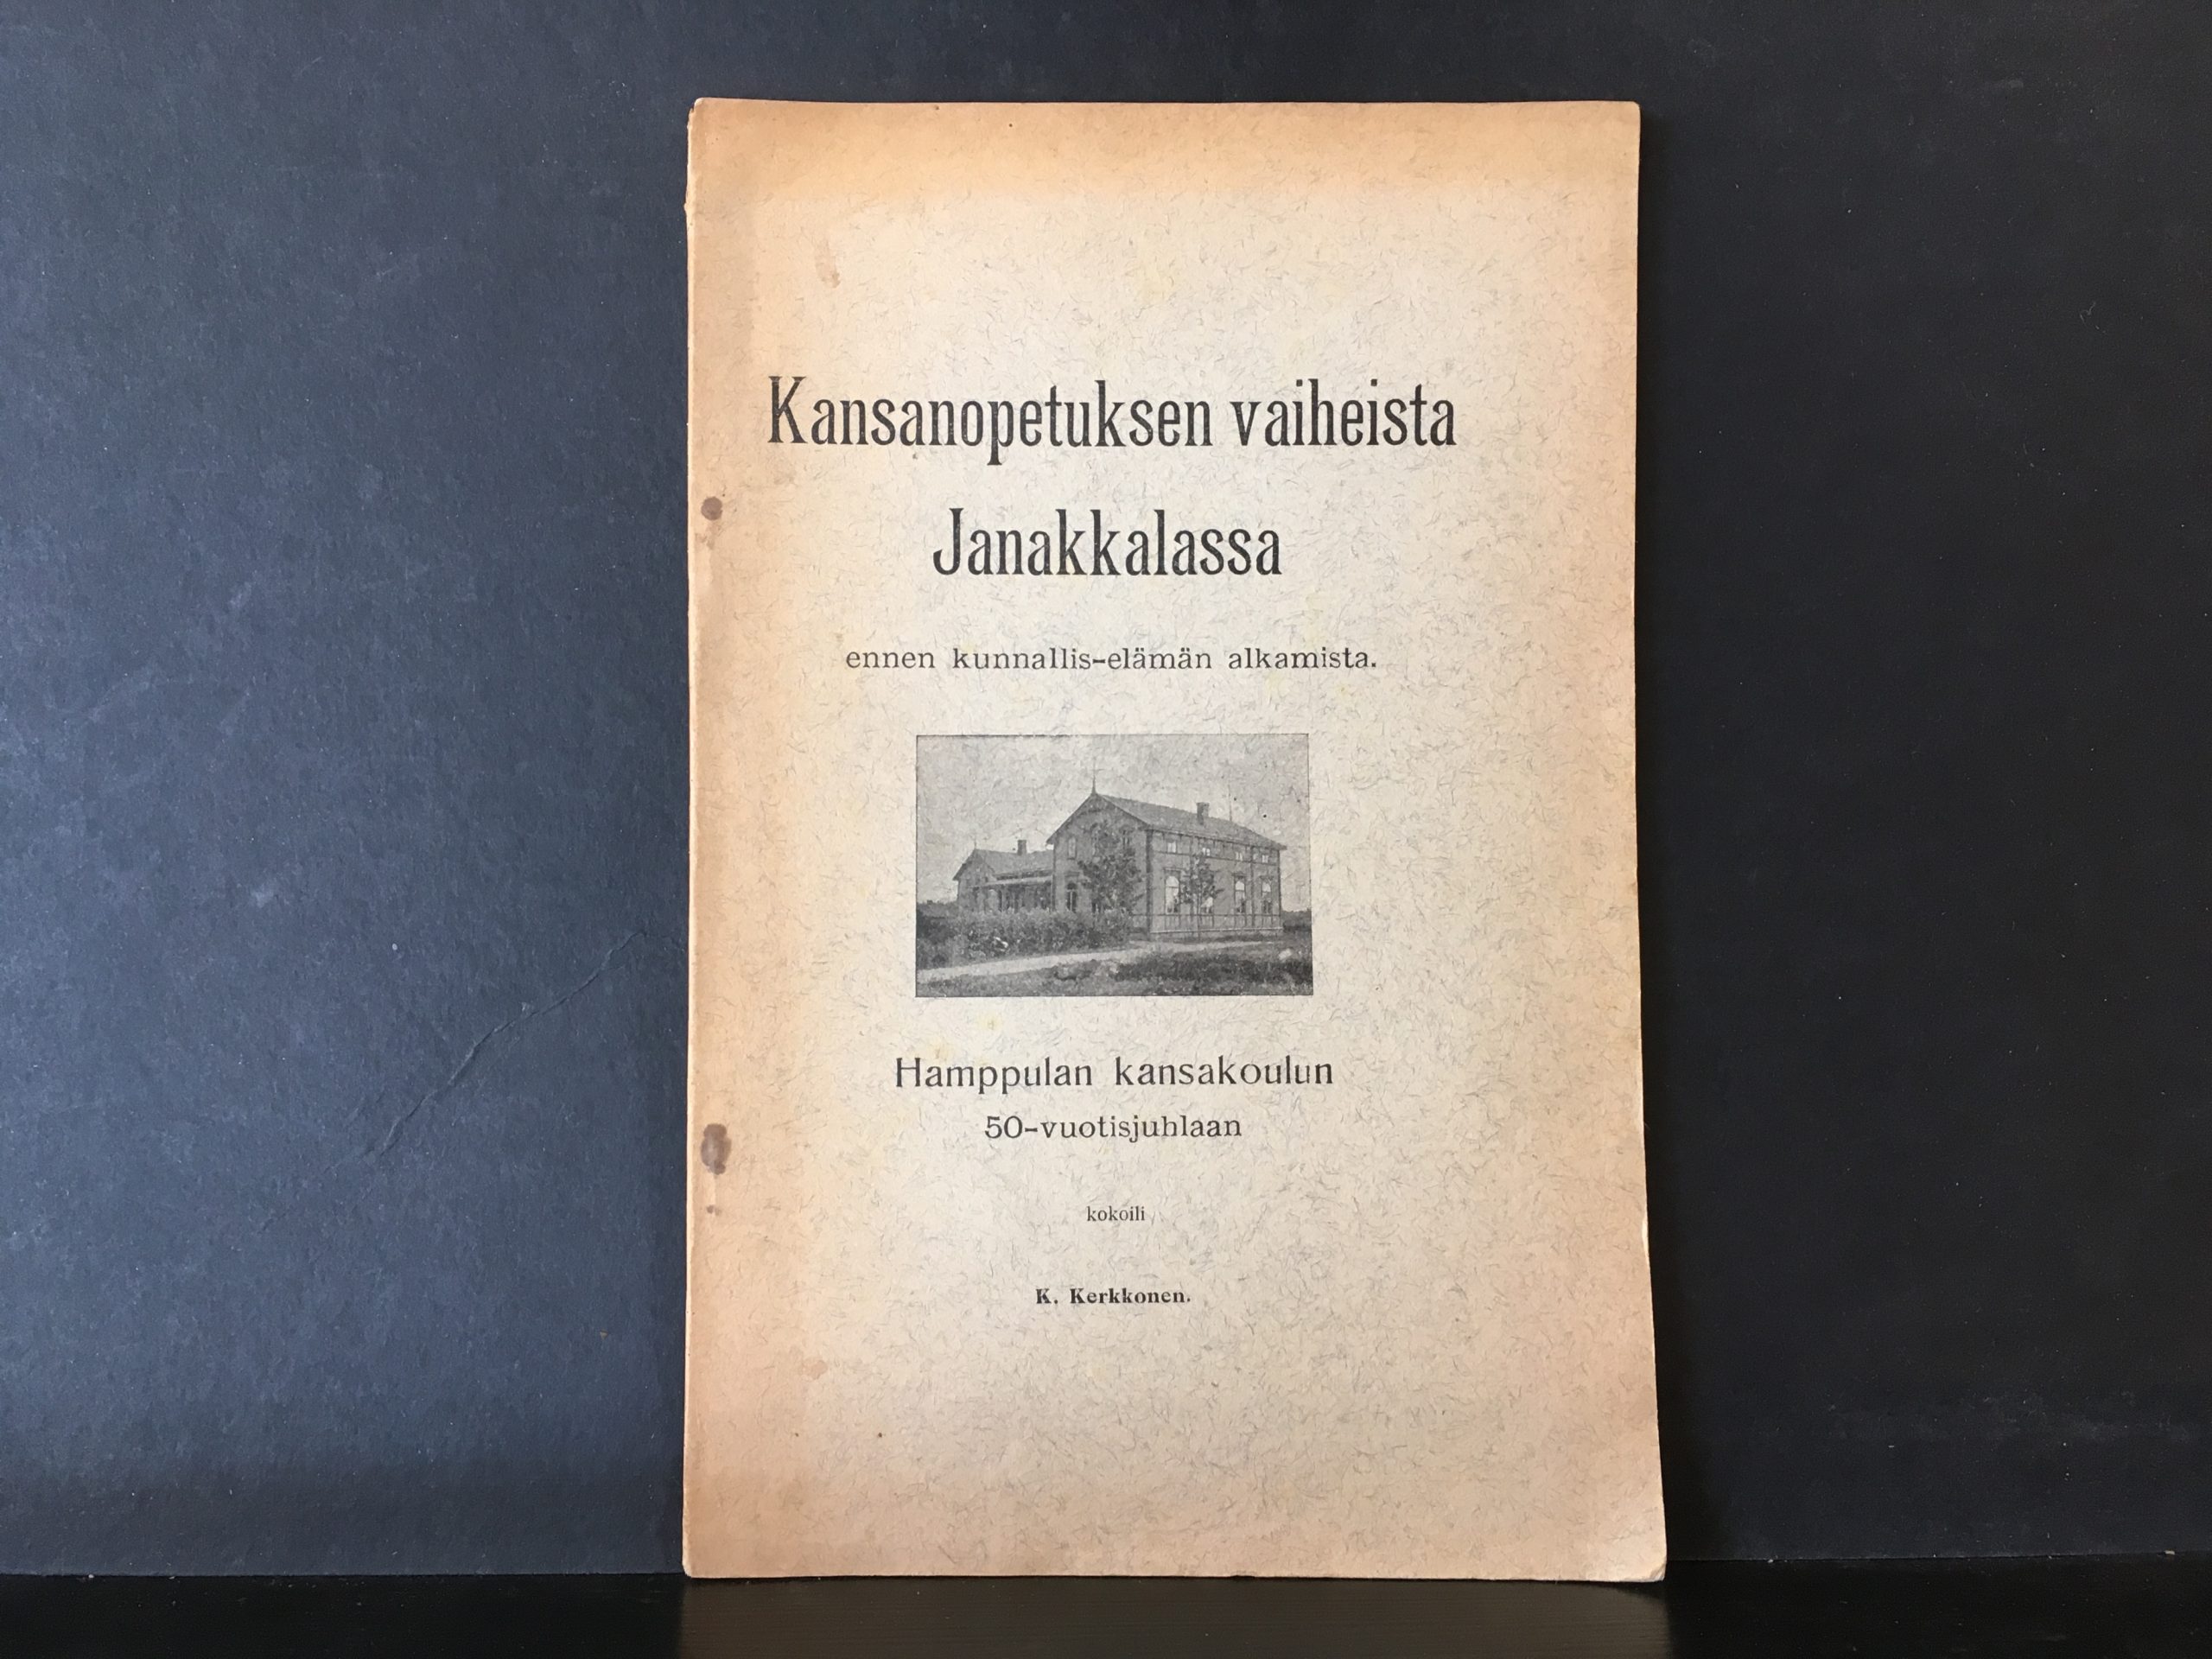 Kansanopetuksen vaiheista
Janakkalassa
ennen kunnallis-elämän alkamista.
Hamppulan kansakoulun
50-vuotisjuhlaan
kokoili
K. Kerkkonen.